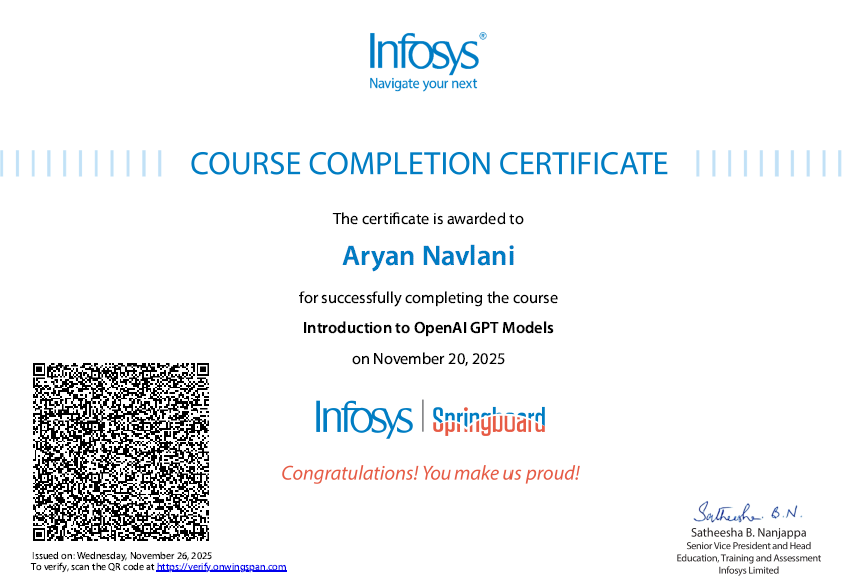 Infosys®
Navigate your next
COURSE COMPLETION CERTIFICATE
The certificate is awarded to
Aryan Navlani
for successfully completing the course
Introduction to OpenAI GPT Models
on November 20, 2025
Infosys | Springboard
Congratulations! You make us proud!
Issued on: Wednesday, November 26, 2025
To verify, scan the QR code at https://verify.onwingspan.com
Satheesha B.N.
Satheesha B. Nanjappa
Senior Vice President and Head
Education, Training and Assessment
Infosys Limited